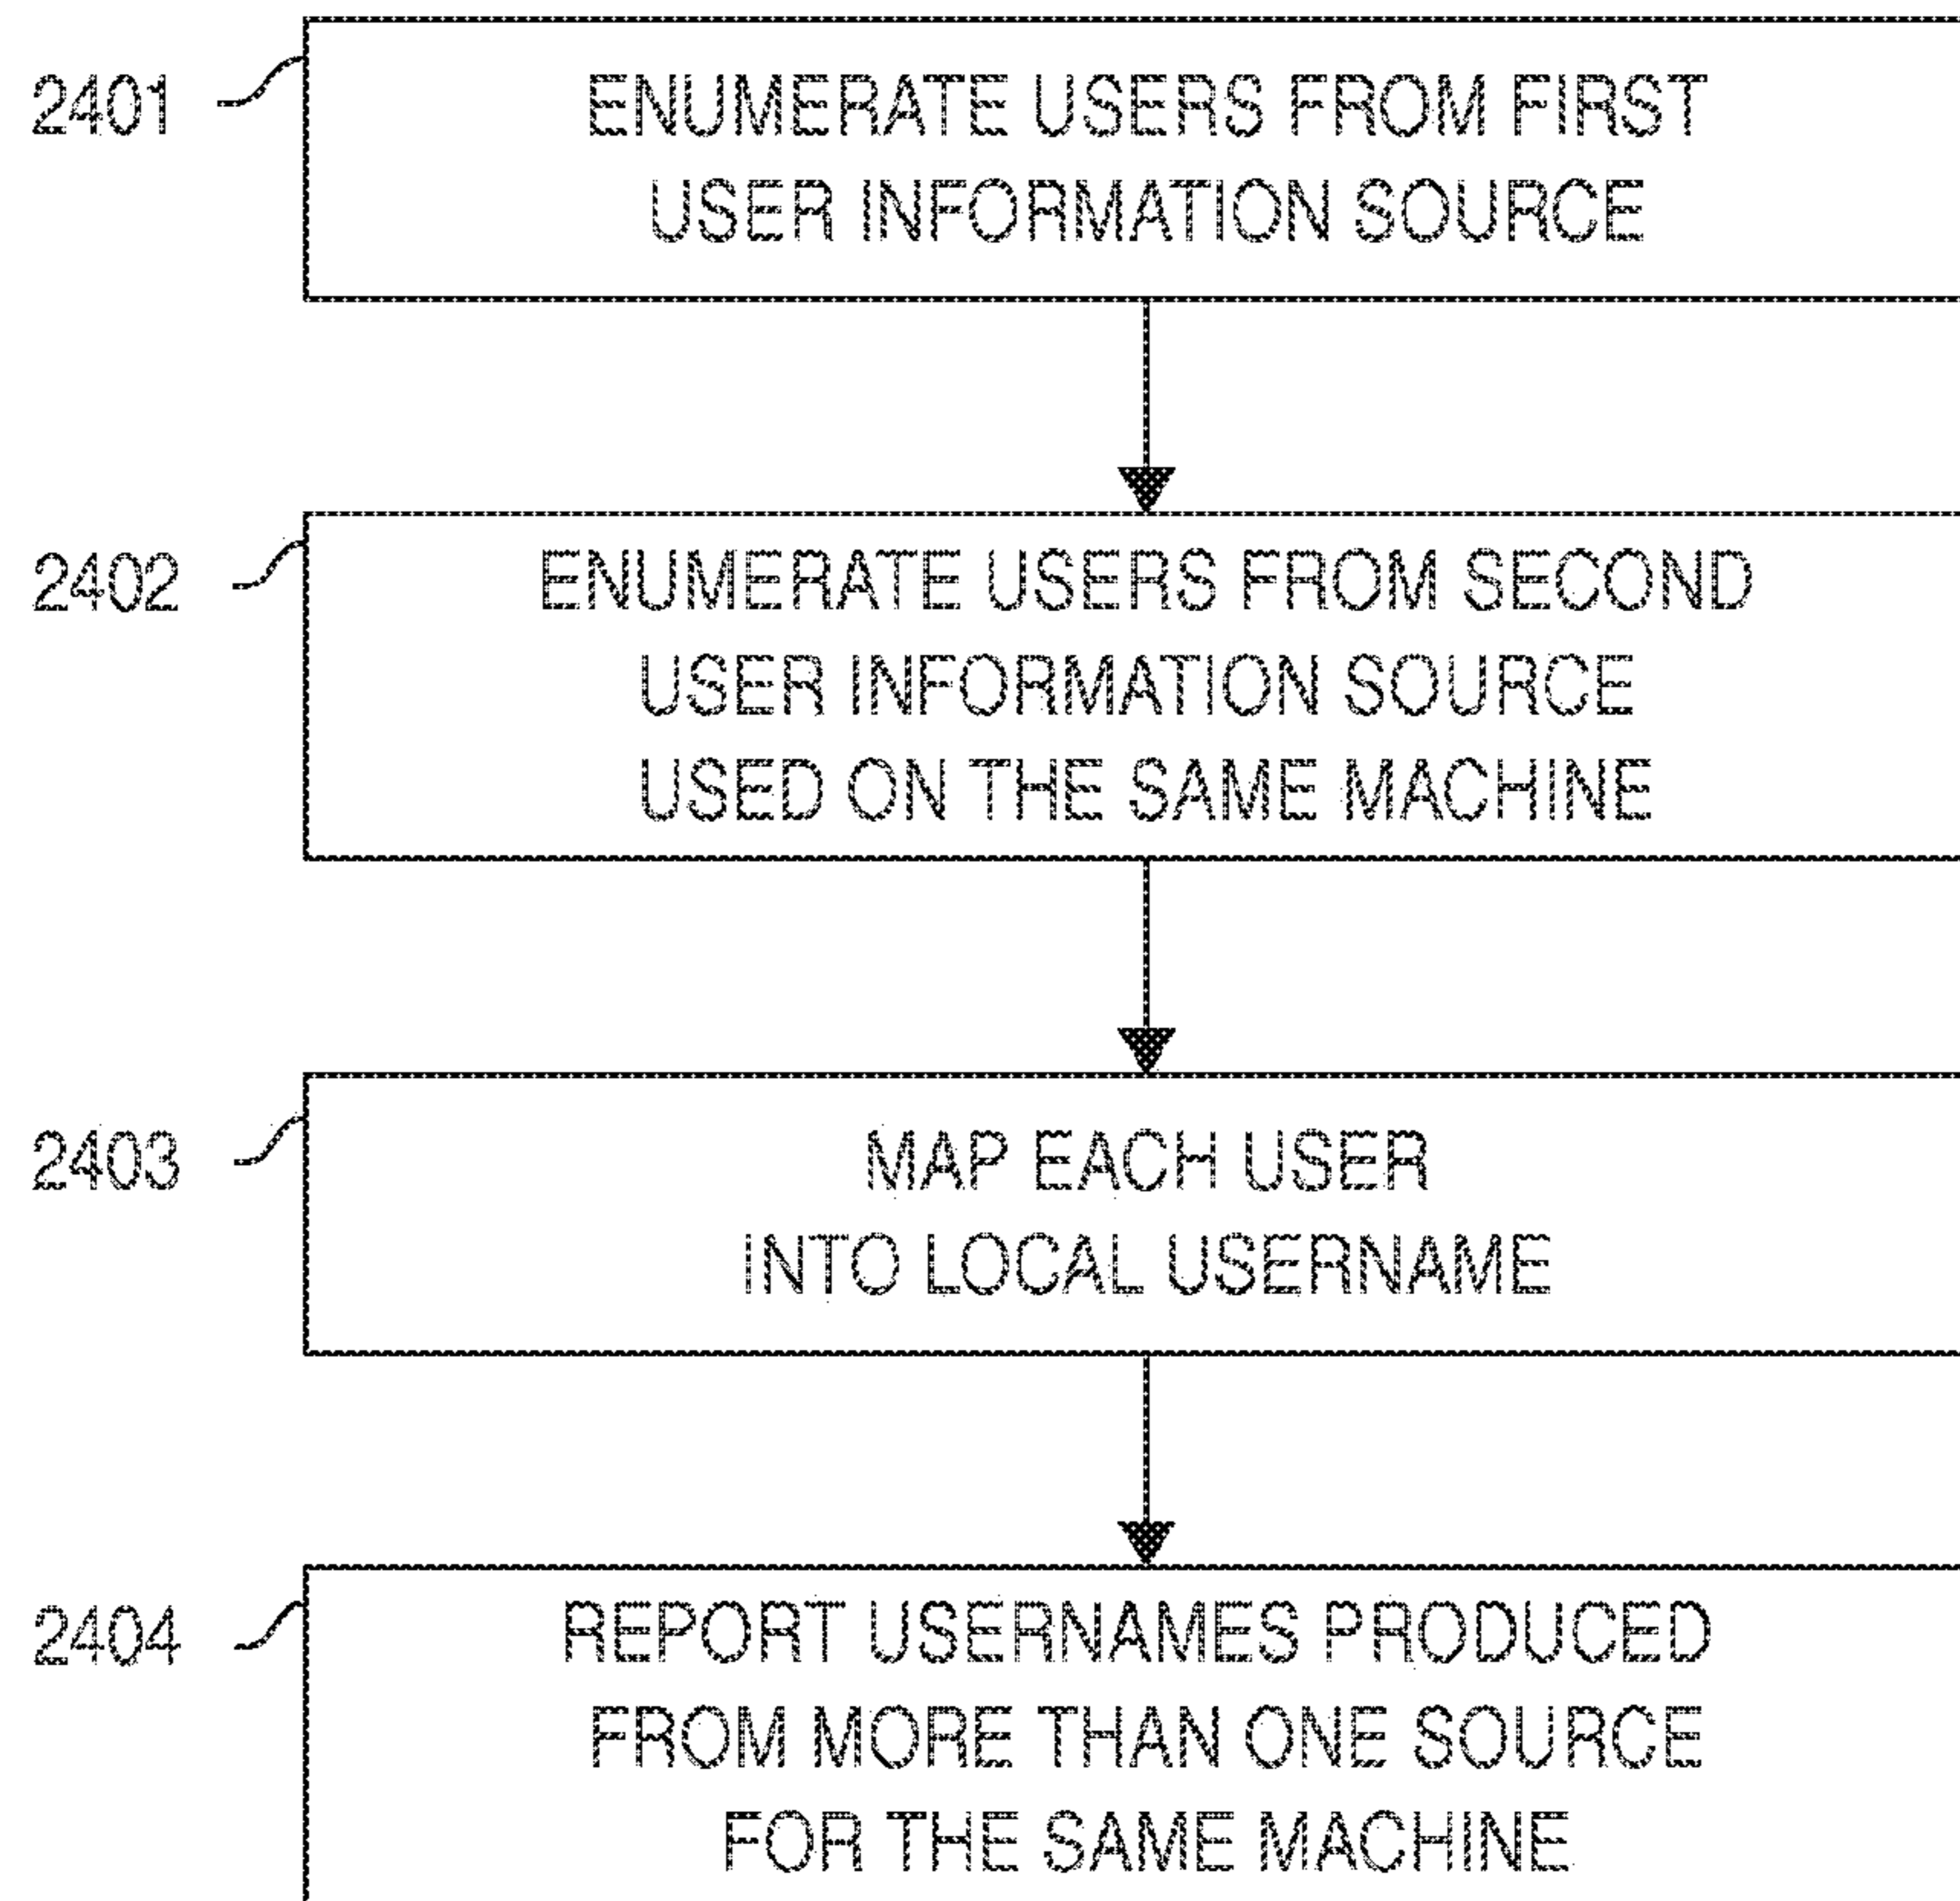 2401
ENUMERATE USERS FROM FIRST
USER INFORMATION SOURCE
2402
ENUMERATE USERS FROM SECOND
USER INFORMATION SOURCE
USED ON THE SAME MACHINE
2403
MAP EACH USER
INTO LOCAL USERNAME
2404
REPORT USERNAMES PRODUCED
FROM MORE THAN ONE SOURCE
FOR THE SAME MACHINE